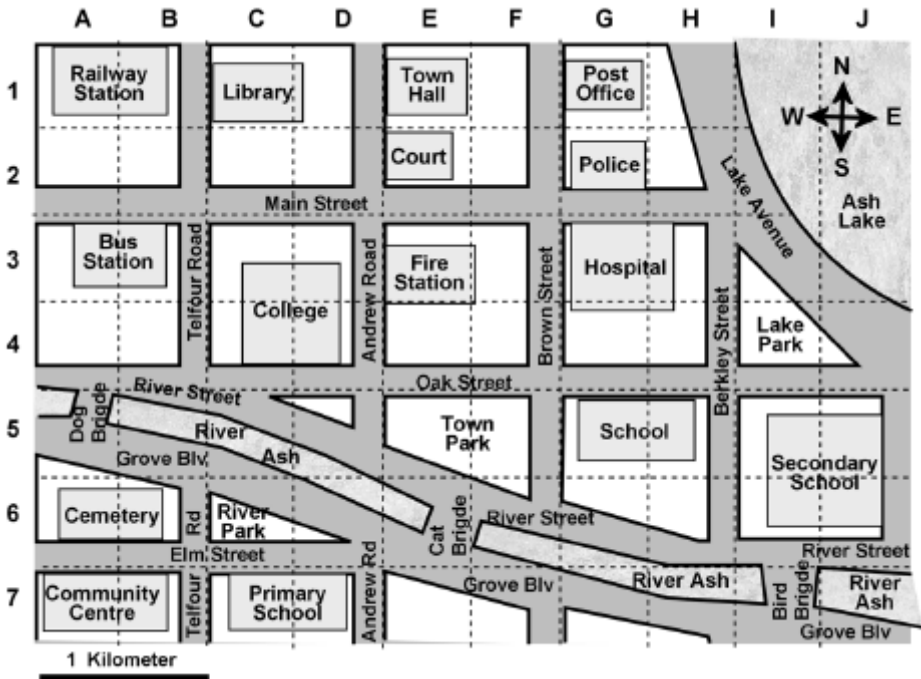 A B C D E F G H I J
1
Railway
Station
Library
Town
Hall
Post
Office
N
W E
S
2
Court
Police
Main Street
Lake Avenue
Ash
Lake
3
Bus
Station
Telfour Road
Andrew Road
Fire
Station
Brown Street
Hospital
4
College
Berkley Street
Lake
Park
Oak Street
5
Dog
Brigde
River Street
River
Ash
Grove Blv
Town
Park
School
Secondary
School
6
Cemetery
Rd
River
Park
Cat
Brigde
River Street
River Street
Elm Street
7
Community
Centre
Telfour
Primary
School
Andrew Rd
Grove Blv
River Ash
Bird
Brigde
River
Ash
Grove Blv
1 Kilometer